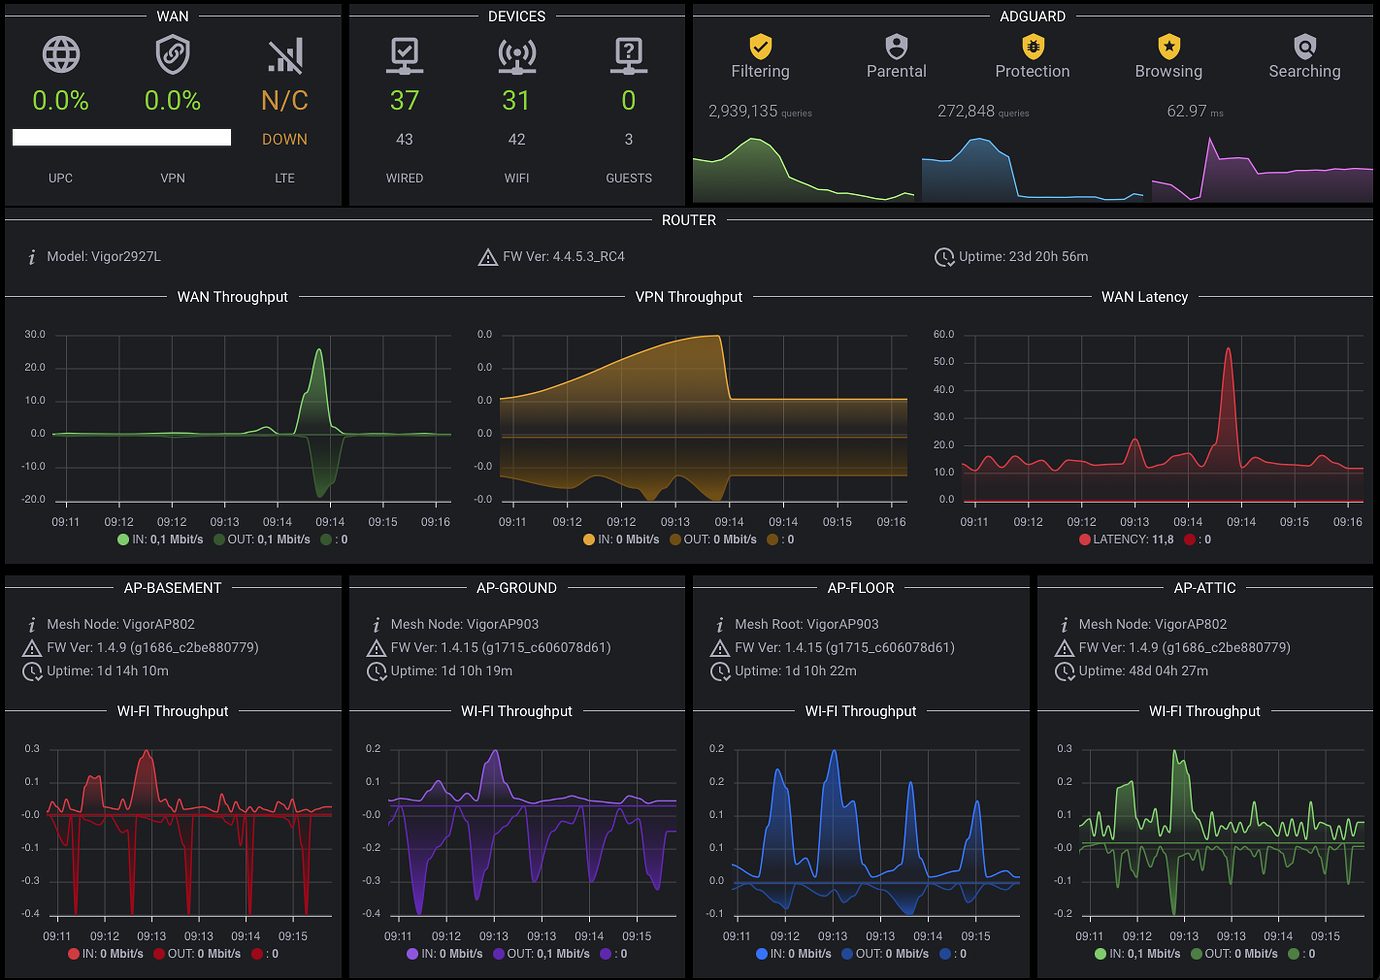 WAN
0.0% 0.0% N/C
DOWN
UPC VPN LTE
DEVICES
37 31 0
43 42 3
WIRED WIFI GUESTS
ADGUARD
Filtering Parental Protection Browsing Searching
2,939,135 queries 272,848 queries 62.97 ms
ROUTER
Model: Vigor2927L FW Ver: 4.4.5.3_RC4 Uptime: 23d 20h 56m
WAN Throughput
30.0
20.0
10.0
0.0
-10.0
-20.0
09:11 09:12 09:12 09:13 09:14 09:14 09:15 09:16
IN: 0,1 Mbit/s OUT: 0,1 Mbit/s : 0
VPN Throughput
0.0
0.0
0.0
0.0
-0.0
-0.0
09:11 09:12 09:12 09:13 09:14 09:14 09:15 09:16
IN: 0 Mbit/s OUT: 0 Mbit/s : 0
WAN Latency
60.0
50.0
40.0
30.0
20.0
10.0
0.0
09:11 09:12 09:12 09:13 09:14 09:14 09:15 09:16
LATENCY: 11,8 : 0
AP-BASEMENT
Mesh Node: VigorAP802
FW Ver: 1.4.9 (g1686_c2be880779)
Uptime: 1d 14h 10m
WI-FI Throughput
0.3
0.1
-0.0
-0.1
-0.3
-0.4
09:11 09:12 09:13 09:13 09:14 09:15
IN: 0 Mbit/s OUT: 0 Mbit/s : 0
AP-GROUND
Mesh Node: VigorAP903
FW Ver: 1.4.15 (g1715_c606078d61)
Uptime: 1d 10h 19m
WI-FI Throughput
0.2
0.1
-0.0
-0.2
-0.3
-0.4
09:11 09:12 09:13 09:13 09:14 09:15
IN: 0 Mbit/s OUT: 0,1 Mbit/s : 0
AP-FLOOR
Mesh Root: VigorAP903
FW Ver: 1.4.15 (g1715_c606078d61)
Uptime: 1d 10h 22m
WI-FI Throughput
0.2
0.2
0.1
0.1
0.0
-0.1
09:11 09:12 09:13 09:13 09:14 09:15
IN: 0 Mbit/s OUT: 0 Mbit/s : 0
AP-ATTIC
Mesh Node: VigorAP802
FW Ver: 1.4.9 (g1686_c2be880779)
Uptime: 48d 04h 27m
WI-FI Throughput
0.3
0.2
0.1
-0.0
-0.1
-0.2
09:11 09:12 09:13 09:13 09:14 09:15
IN: 0,1 Mbit/s OUT: 0 Mbit/s : 0